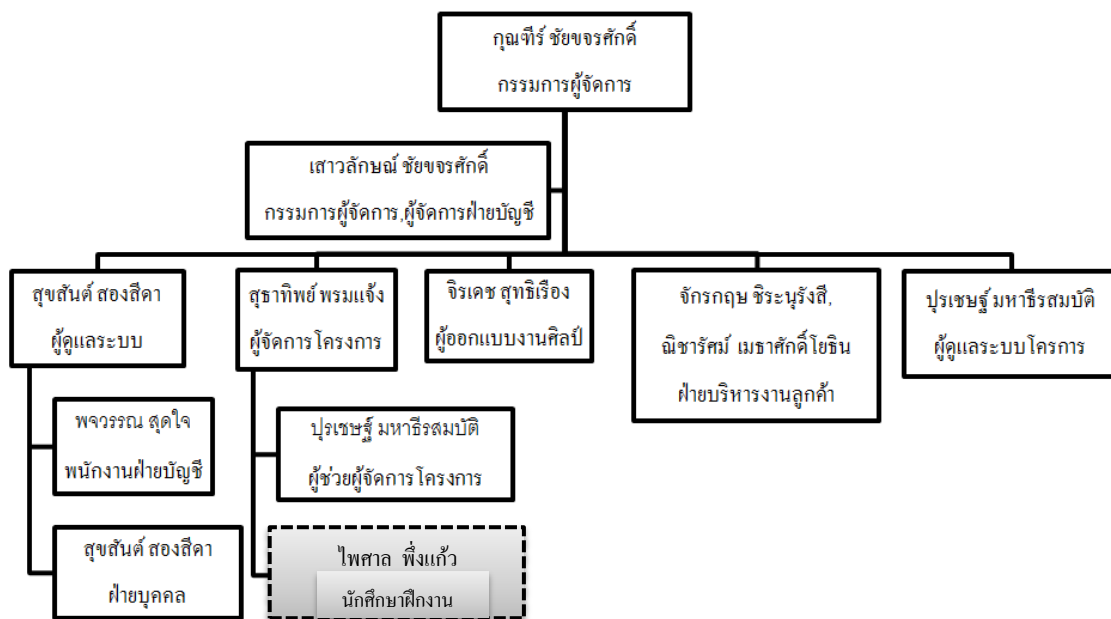 กุณฑีร์ ชัยขจรศักดิ์
กรรมการผู้จัดการ
เสาวลักษณ์ ชัยขจรศักดิ์
กรรมการผู้จัดการ,ผู้จัดการฝ่ายบัญชี
สุขสันต์ สองสีดา
ผู้ดูแลระบบ
สุธาทิพย์ พรมแจ้ง
ผู้จัดการโครงการ
จิรเดช สุทธิเรือง
ผู้ออกแบบงานศิลป์
จักรกฤษ ชิระนุรังสี,
ณิชารัศม์ เมธาศักดิ์โยธิน
ฝ่ายบริหารงานลูกค้า
ปุรเชษฐ์ มหาธีรสมบัติ
ผู้ดูแลระบบโครการ
พจวรรณ สุดใจ
พนักงานฝ่ายบัญชี
ปุรเชษฐ์ มหาธีรสมบัติ
ผู้ช่วยผู้จัดการโครงการ
สุขสันต์ สองสีดา
ฝ่ายบุคคล
ไพศาล พึ่งแก้ว
นักศึกษาฝึกงาน